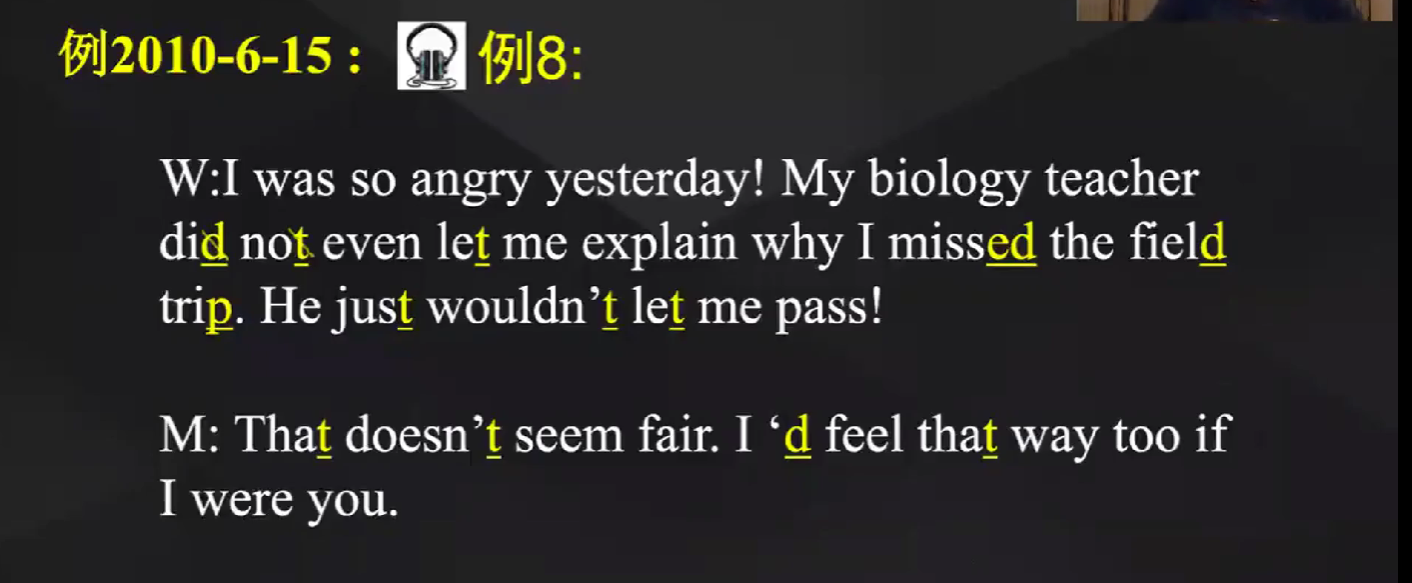 例2010-6-15： 例8:
W:I was so angry yesterday! My biology teacher
did not even let me explain why I missed the field
trip. He just wouldn’t let me pass!
M: That doesn’t seem fair. I ‘d feel that way too if
I were you.